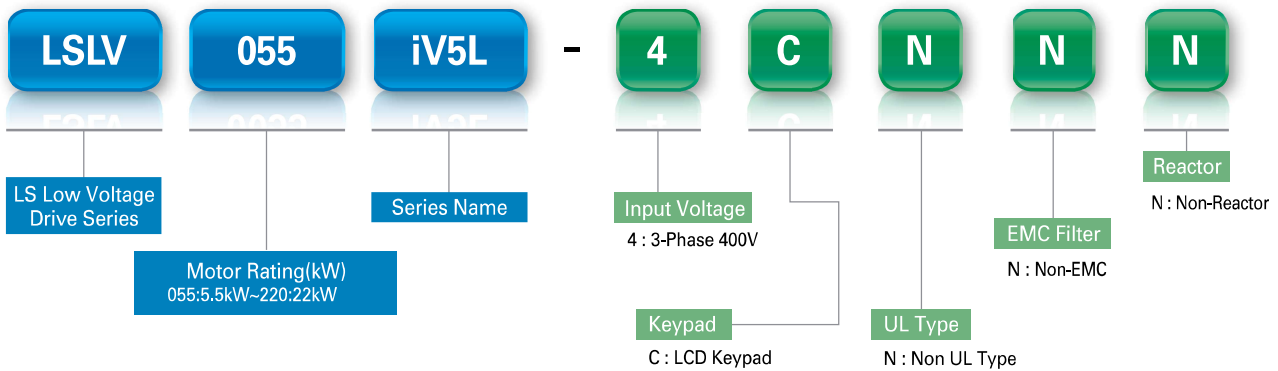 LSLV 055 iV5L - 4 C N N N
LS Low Voltage
Drive Series
Motor Rating(kW)
055:5.5kW~220:22kW
Series Name
Input Voltage
4 : 3-Phase 400V
Keypad
C : LCD Keypad
UL Type
N : Non UL Type
EMC Filter
N : Non-EMC
Reactor
N : Non-Reactor